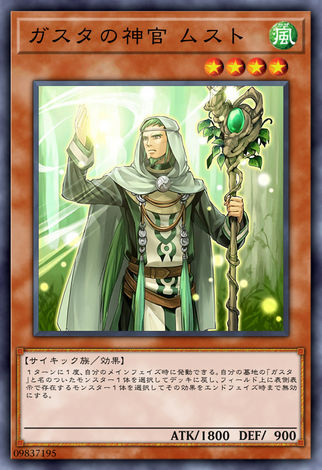 ガスタの神官 ムスト
風
【サイキック族/効果】
1ターンに1度、自分のメインフェイズ時に発動できる。自分の墓地の「ガスタ
」と名のついたモンスター1体を選択してデッキに戻し、フィールド上に表側表
示で存在するモンスター1体を選択してその効果をエンドフェイズ時まで無効
にする。
ATK/1800 DEF/ 900
09837195